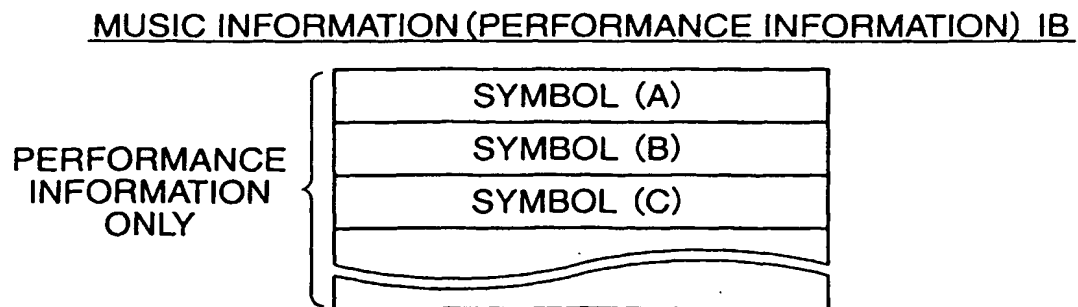 MUSIC INFORMATION (PERFORMANCE INFORMATION) IB
SYMBOL (A)
SYMBOL (B)
SYMBOL (C)
PERFORMANCE
INFORMATION
ONLY